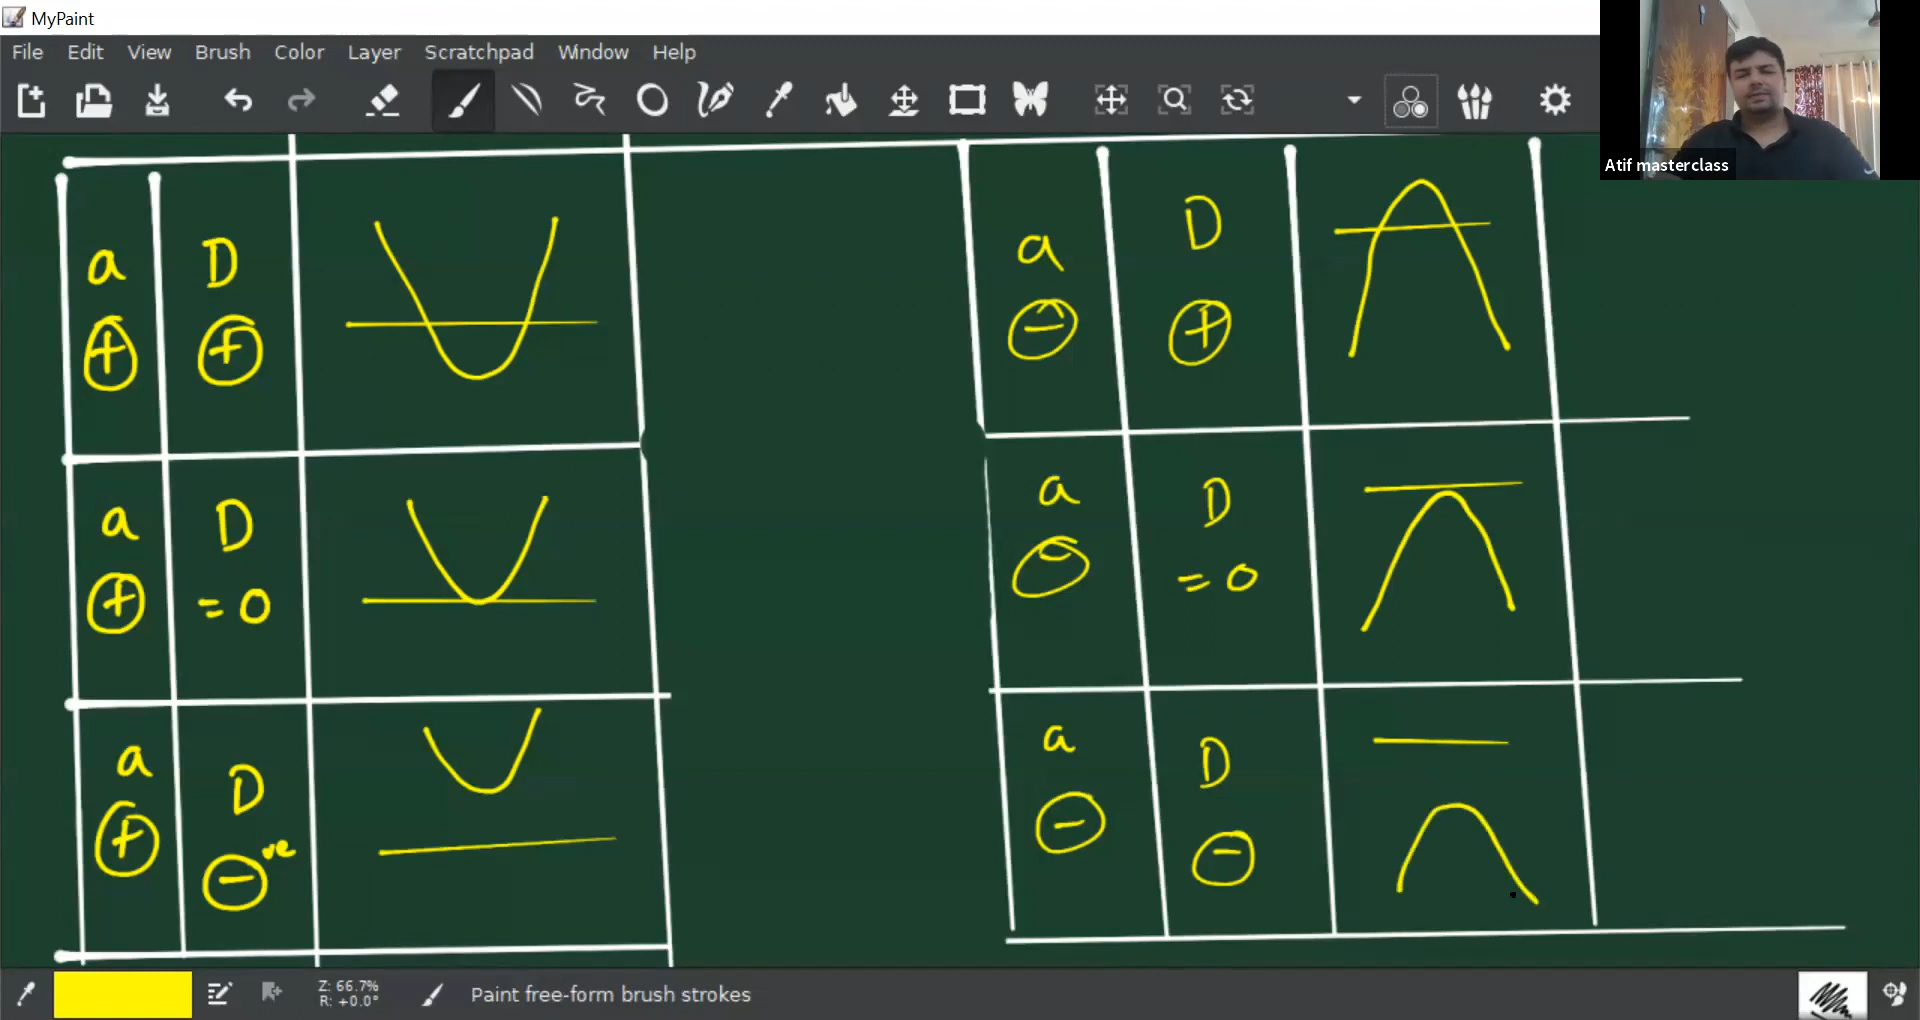 MyPaint
File Edit View Brush Color Layer Scratchpad Window Help
Atif masterclass
a D
+ +
a D
+ = 0
a D
+ - ve
a D
- +
a D
- = 0
a D
- -
Z: 66.7%
R: +0.0°
Paint free-form brush strokes